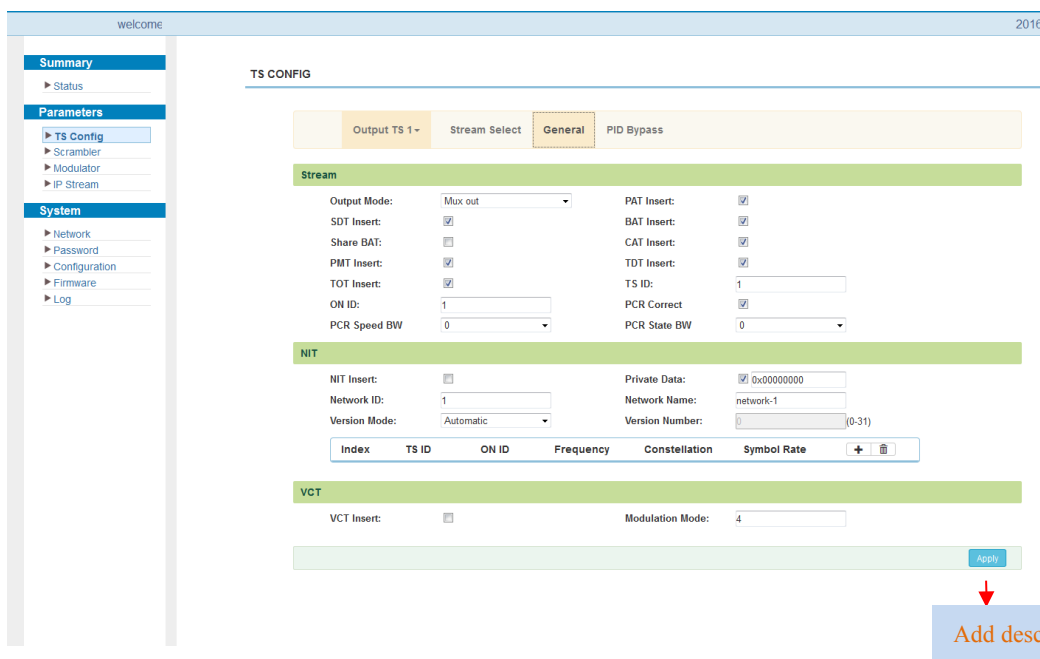 welcome 2016
Summary
Status
Parameters
TS Config
Scrambler
Modulator
IP Stream
System
Network
Password
Configuration
Firmware
Log
TS CONFIG
Output TS 1 Stream Select General PID Bypass
Stream
Output Mode: Mux out PAT Insert:
SDT Insert: BAT Insert:
Share BAT: CAT Insert:
PMT Insert: TDT Insert:
TOT Insert: TS ID: 1
ON ID: 1 PCR Correct
PCR Speed BW 0 PCR State BW 0
NIT
NIT Insert: Private Data: 0x00000000
Network ID: 1 Network Name: network-1
Version Mode: Automatic Version Number: 0 (0-31)
Index TS ID ON ID Frequency Constellation Symbol Rate +
VCT
VCT Insert: Modulation Mode: 4
Apply
Add desc